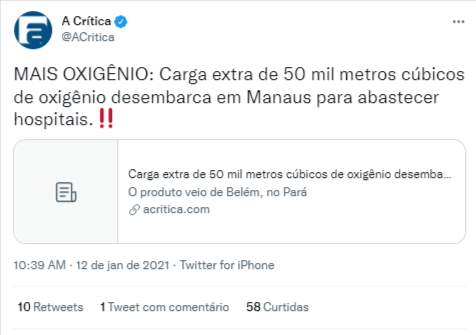 A Crítica
@ACritica
MAIS OXIGÊNIO: Carga extra de 50 mil metros cúbicos
de oxigênio desembarca em Manaus para abastecer
hospitais. ‼️
Carga extra de 50 mil metros cúbicos de oxigênio desemba...
O produto veio de Belém, no Pará
acritica.com
10:39 AM · 12 de jan de 2021 · Twitter for iPhone
10 Retweets 1 Tweet com comentário 58 Curtidas